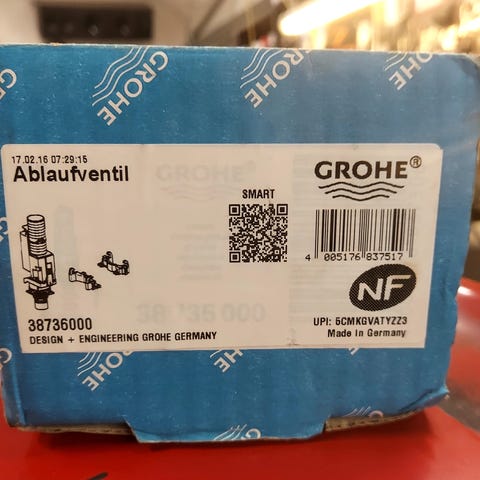 GROHE
GROHE
GROHE
17.02.16 07:29:15
Ablaufventil
GROHE®
SMART
4 005176 837517
NF
38736000
UPI: 5CMKGVATYZZ3
DESIGN + ENGINEERING GROHE GERMANY
Made in Germany
GROHE
GROHE